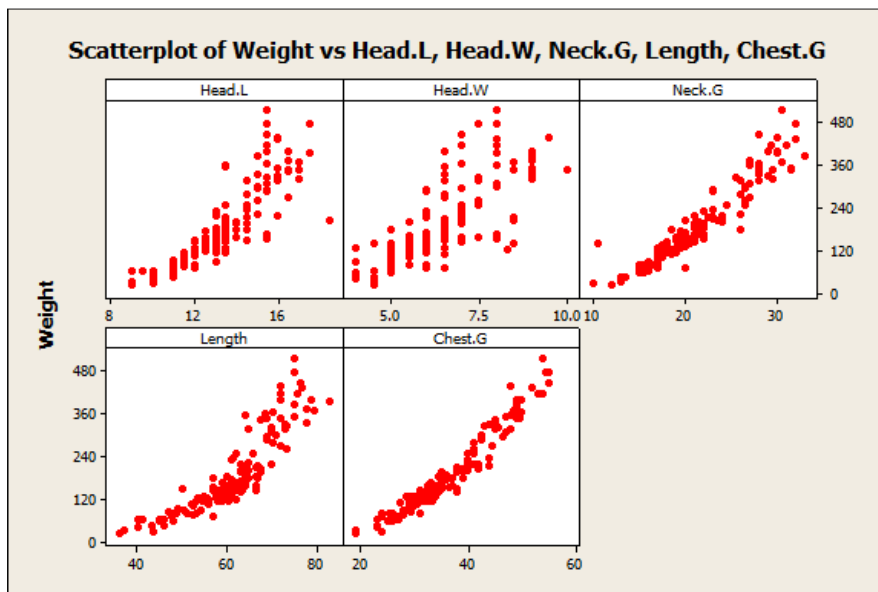 Scatterplot of Weight vs Head.L, Head.W, Neck.G, Length, Chest.G
Head.L Head.W Neck.G
480
360
240
120
0
8 12 16 5.0 7.5 10.0 10 20 30
Weight
Length Chest.G
480
360
240
120
0
40 60 80 20 40 60